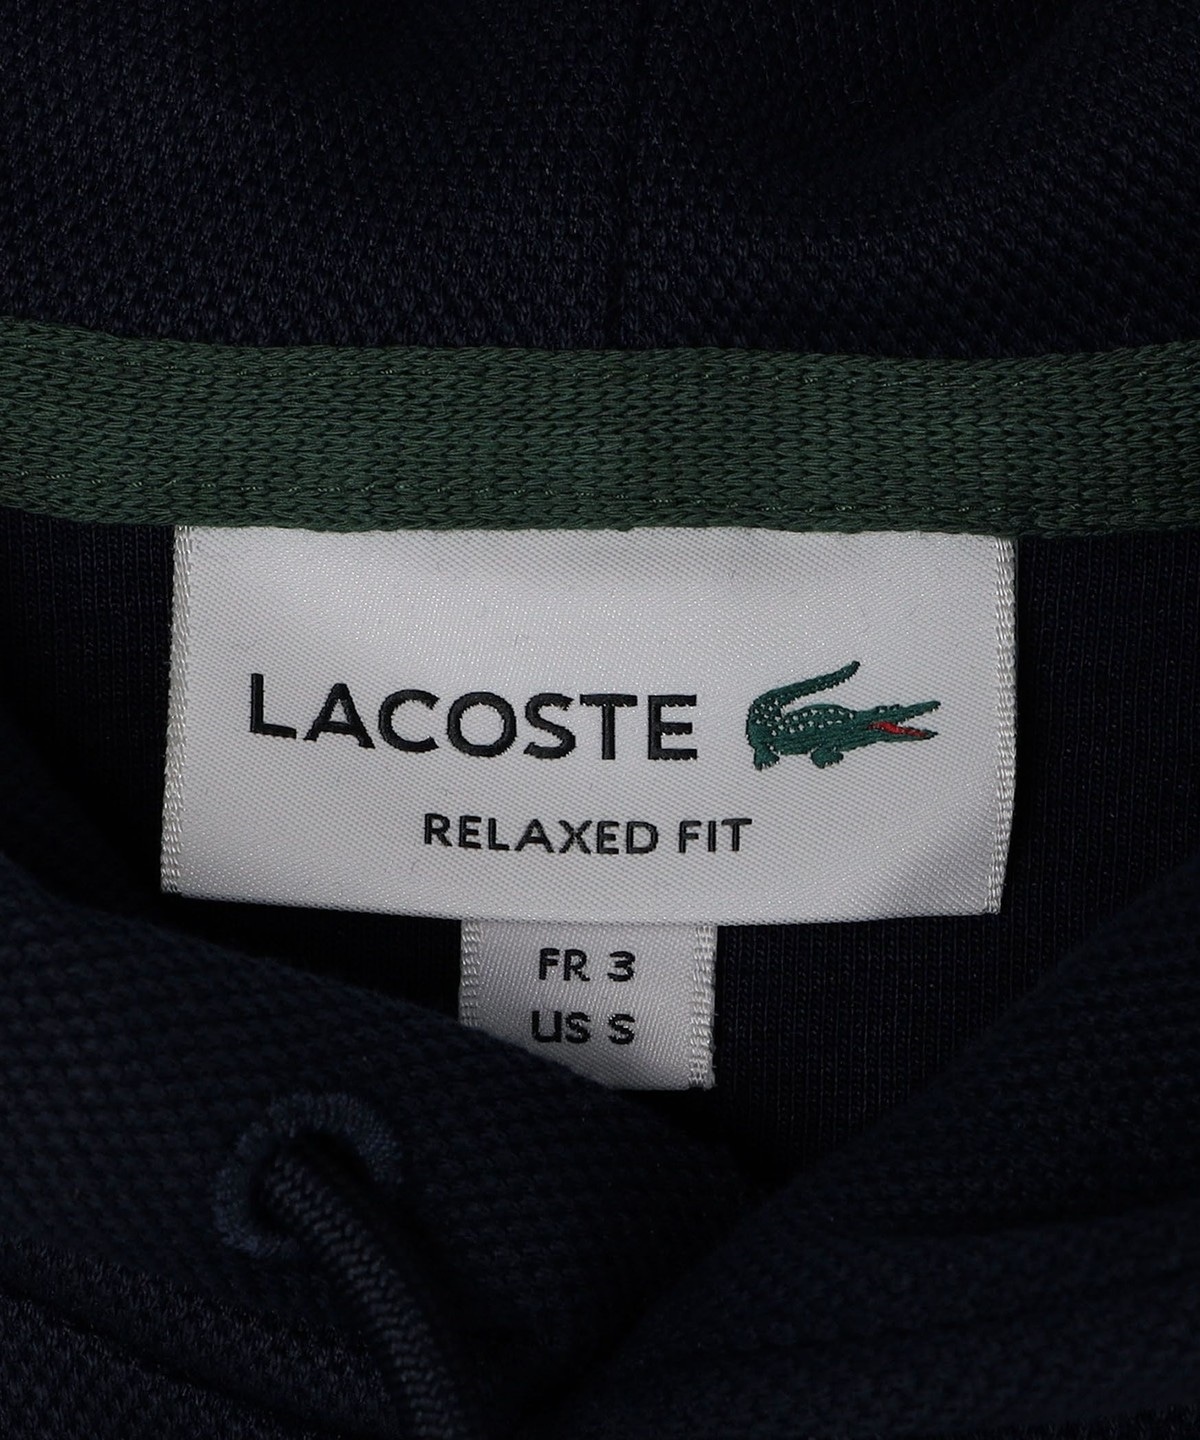 LACOSTE
RELAXED FIT
FR 3
US S